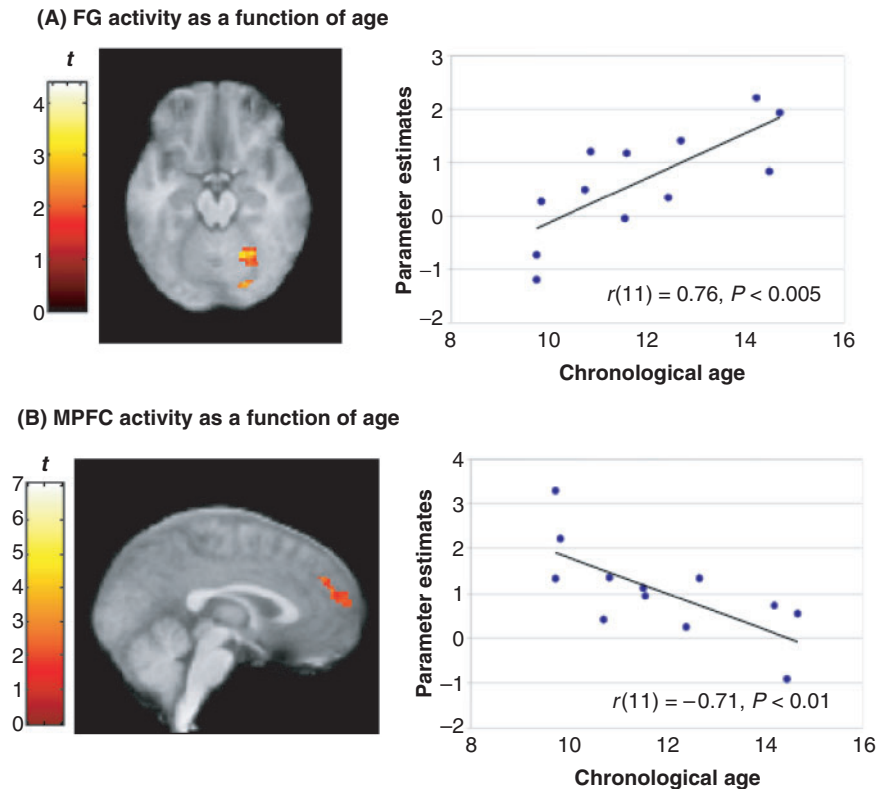 (A) FG activity as a function of age
t
4
3
2
1
0
3
2
1
0
−1
−2
Parameter estimates
r(11) = 0.76, P < 0.005
8 10 12 14 16
Chronological age
(B) MPFC activity as a function of age
t
7
6
5
4
3
2
1
0
4
3
2
1
0
−1
−2
Parameter estimates
r(11) = −0.71, P < 0.01
8 10 12 14 16
Chronological age